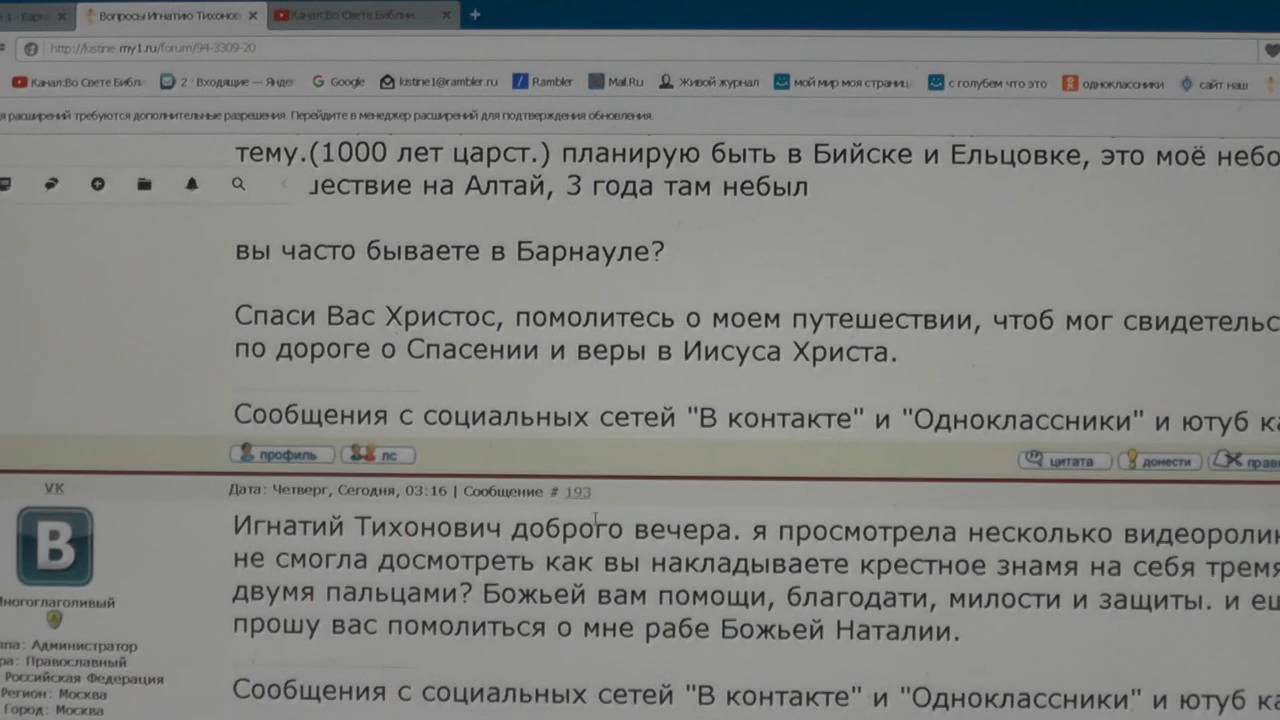 Вопросы Игнатию Тихонов
Канал:Во Свете Библии
http://kistine.my1.ru/forum/94-3309-20
Канал:Во Свете Библ 2 · Входящие — Янде Google kistine1@rambler.ru Rambler Mail.Ru Живой журнал мой мир моя страниц с голубем что это одноклассники сайт наш
я расширений требуются дополнительные разрешения. Перейдите в менеджер расширений для подтверждения обновления.
тему.(1000 лет царст.) планирую быть в Бийске и Ельцовке, это моё небо
ествие на Алтай, 3 года там небыл
вы часто бываете в Барнауле?
Спаси Вас Христос, помолитесь о моем путешествии, чтоб мог свидетельс
по дороге о Спасении и веры в Иисуса Христа.
Сообщения с социальных сетей "В контакте" и "Одноклассники" и ютуб ка
профиль лс цитата донести прав
VK
Дата: Четверг, Сегодня, 03:16 | Сообщение # 193
Игнатий Тихонович доброго вечера. я просмотрела несколько видеоролик
не смогла досмотреть как вы накладываете крестное знамя на себя тремя
двумя пальцами? Божьей вам помощи, благодати, милости и защиты. и ещ
прошу вас помолиться о мне рабе Божьей Наталии.
В
Многоглаголивый
ппа: Администратор
ра: Православный
Российская Федерация
Регион: Москва
Город: Москва
Сообщения с социальных сетей "В контакте" и "Одноклассники" и ютуб ка